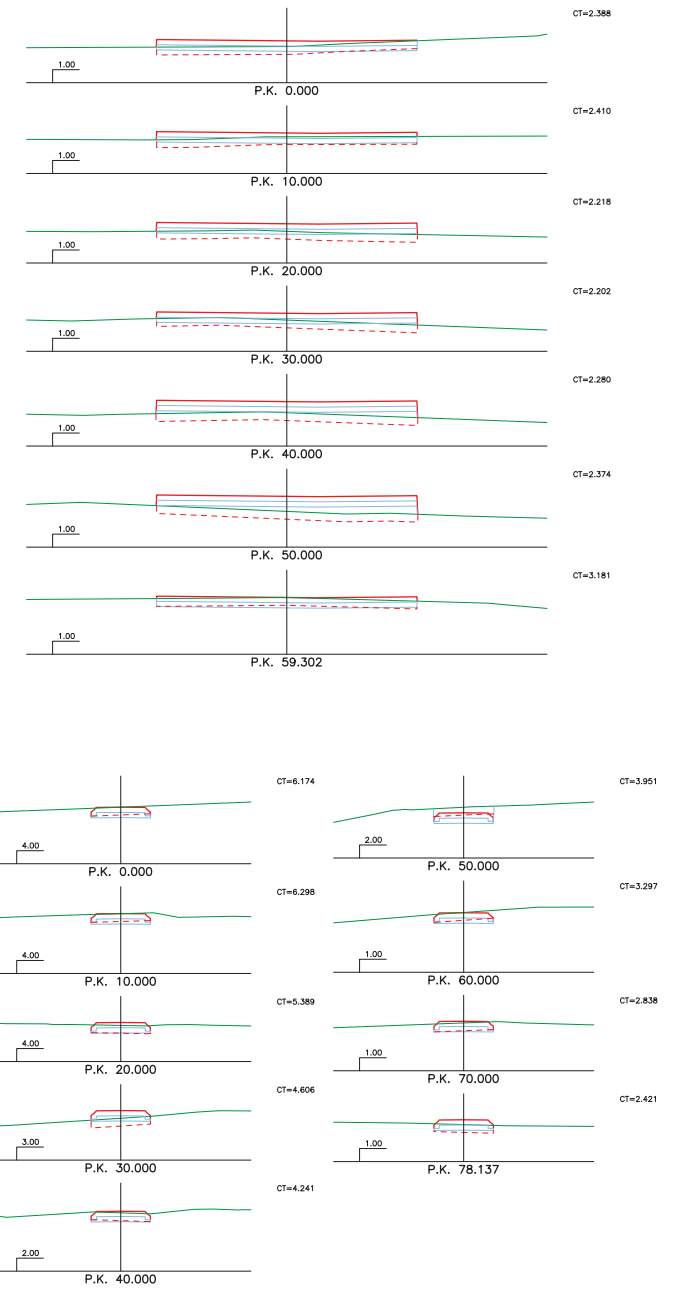 CT=2.388
1.00
P.K. 0.000
CT=2.410
1.00
P.K. 10.000
CT=2.218
1.00
P.K. 20.000
CT=2.202
1.00
P.K. 30.000
CT=2.280
1.00
P.K. 40.000
CT=2.374
1.00
P.K. 50.000
CT=3.181
1.00
P.K. 59.302
CT=6.174
4.00
P.K. 0.000
CT=6.298
4.00
P.K. 10.000
CT=5.389
4.00
P.K. 20.000
CT=4.606
3.00
P.K. 30.000
CT=4.241
2.00
P.K. 40.000
CT=3.951
2.00
P.K. 50.000
CT=3.297
1.00
P.K. 60.000
CT=2.838
1.00
P.K. 70.000
CT=2.421
1.00
P.K. 78.137